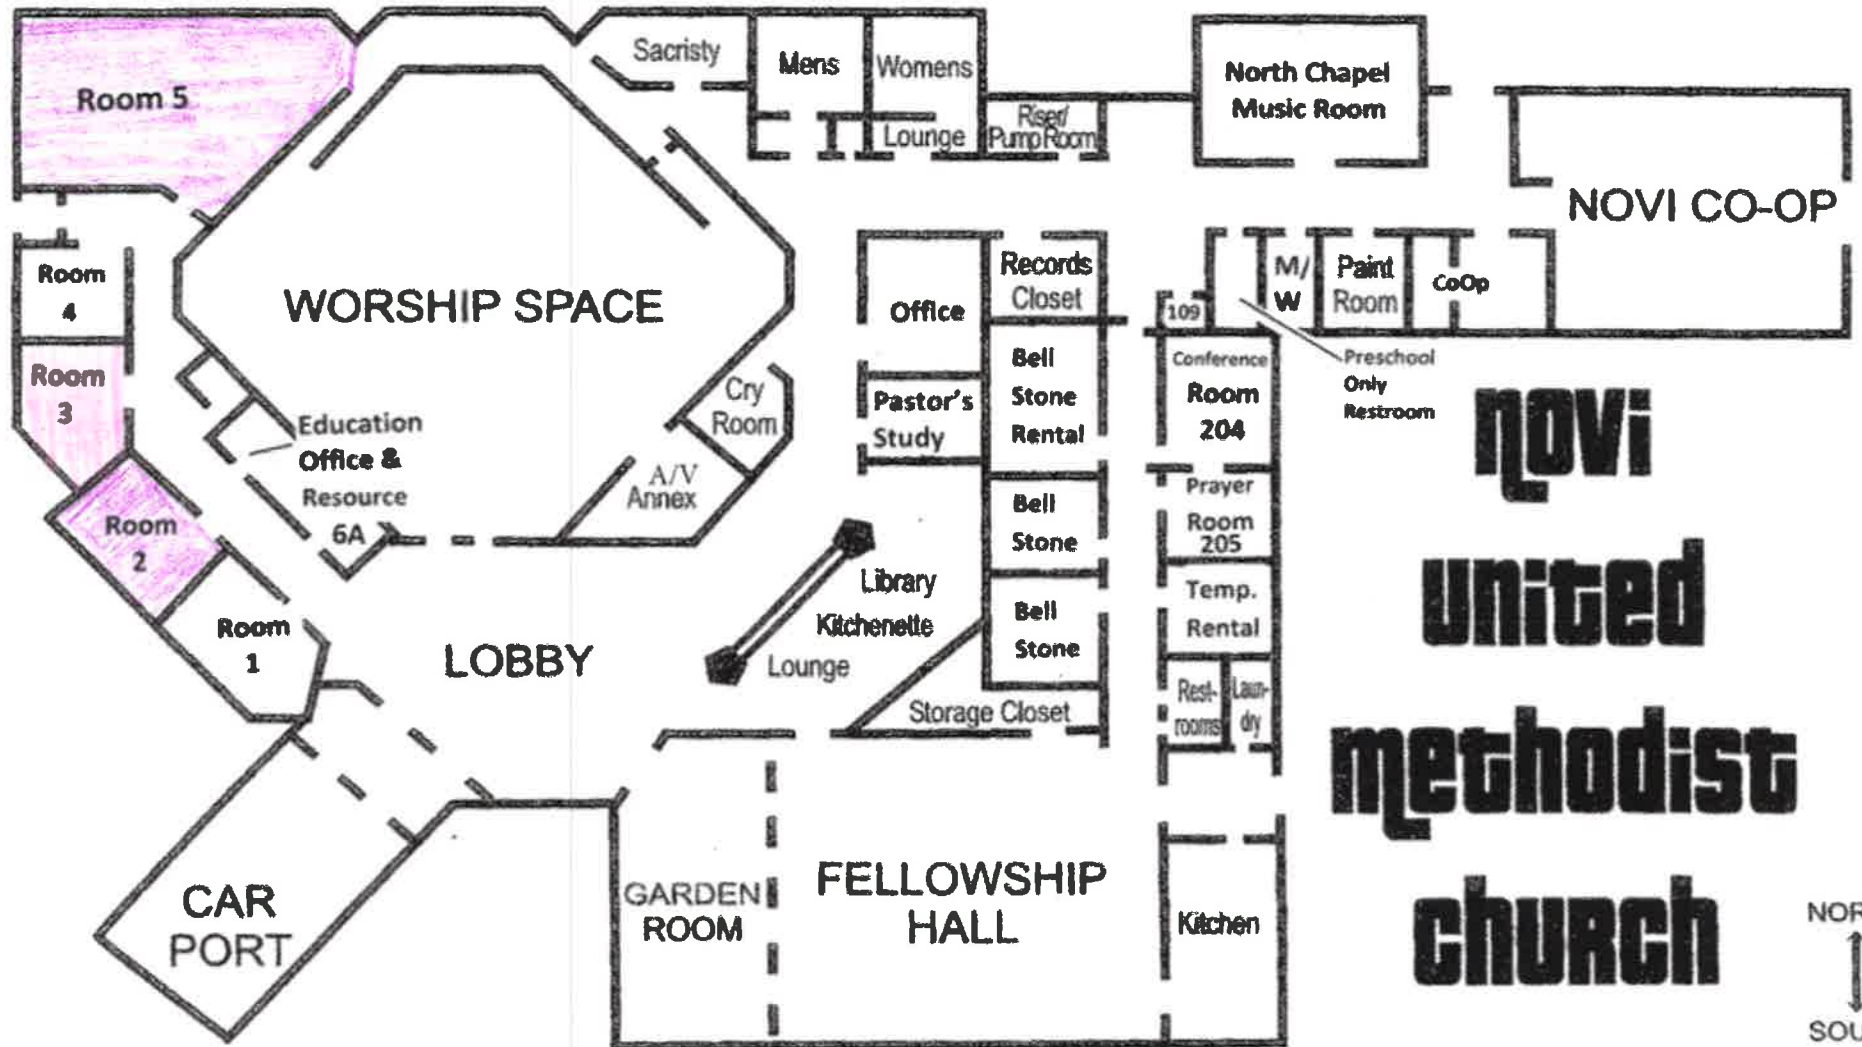 Room 5
Sacristy
Mens
Womens
Lounge
Riser/
Pump Room
North Chapel
Music Room
NOVI CO-OP
Room
4
Room
3
Room
2
Room
1
WORSHIP SPACE
Education
Office &
Resource
6A
Cry
Room
A/V
Annex
Office
Records
Closet
Pastor's
Study
Bell
Stone
Rental
Bell
Stone
Bell
Stone
109
M/
W
Paint
Room
CoOp
Preschool
Only
Restroom
Conference
Room
204
Prayer
Room
205
Temp.
Rental
Rest-
rooms
Laun-
dry
Library
Kitchenette
Lounge
Storage Closet
LOBBY
CAR
PORT
GARDEN
ROOM
FELLOWSHIP
HALL
Kitchen
novi
united
methodist
church
NOR
SOU